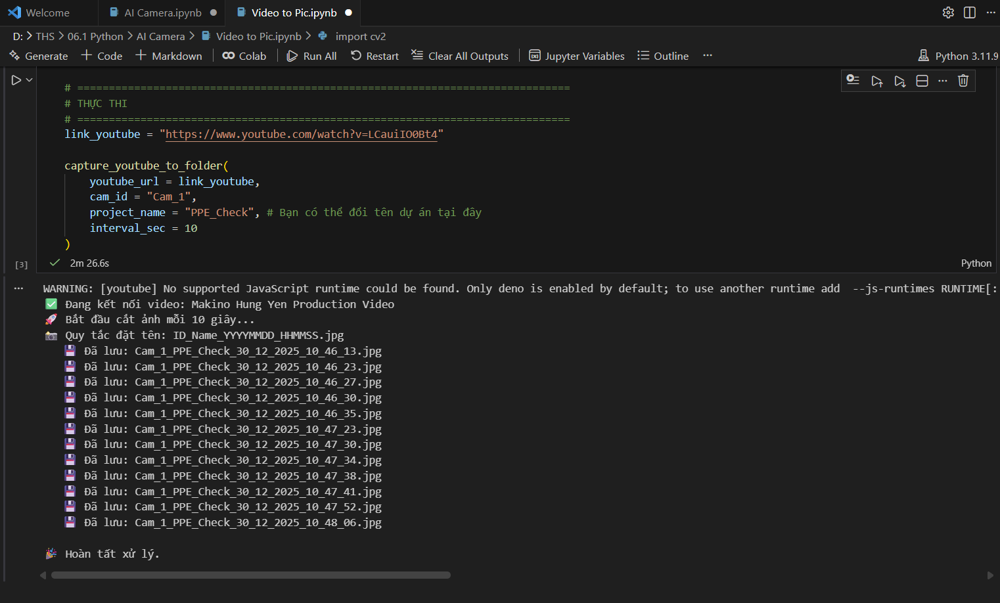 Welcome
AI Camera.ipynb
Video to Pic.ipynb
D: > THS > 06.1 Python > AI Camera > Video to Pic.ipynb > import cv2
Generate + Code + Markdown Colab Run All Restart Clear All Outputs Jupyter Variables Outline ... Python 3.11.9
# ==============================================================================
# THỰC THI
# ==============================================================================
link_youtube = "https://www.youtube.com/watch?v=LCauiIO0Bt4"
capture_youtube_to_folder(
youtube_url = link_youtube,
cam_id = "Cam_1",
project_name = "PPE_Check", # Bạn có thể đổi tên dự án tại đây
interval_sec = 10
)
[3] 2m 26.6s Python
WARNING: [youtube] No supported JavaScript runtime could be found. Only deno is enabled by default; to use another runtime add --js-runtimes RUNTIME[:
✅ Đang kết nối video: Makino Hung Yen Production Video
🚀 Bắt đầu cắt ảnh mỗi 10 giây...
📸 Quy tắc đặt tên: ID_Name_YYYYMMDD_HHMMSS.jpg
💾 Đã lưu: Cam_1_PPE_Check_30_12_2025_10_46_13.jpg
💾 Đã lưu: Cam_1_PPE_Check_30_12_2025_10_46_23.jpg
💾 Đã lưu: Cam_1_PPE_Check_30_12_2025_10_46_27.jpg
💾 Đã lưu: Cam_1_PPE_Check_30_12_2025_10_46_30.jpg
💾 Đã lưu: Cam_1_PPE_Check_30_12_2025_10_46_35.jpg
💾 Đã lưu: Cam_1_PPE_Check_30_12_2025_10_47_23.jpg
💾 Đã lưu: Cam_1_PPE_Check_30_12_2025_10_47_30.jpg
💾 Đã lưu: Cam_1_PPE_Check_30_12_2025_10_47_34.jpg
💾 Đã lưu: Cam_1_PPE_Check_30_12_2025_10_47_38.jpg
💾 Đã lưu: Cam_1_PPE_Check_30_12_2025_10_47_41.jpg
💾 Đã lưu: Cam_1_PPE_Check_30_12_2025_10_47_52.jpg
💾 Đã lưu: Cam_1_PPE_Check_30_12_2025_10_48_06.jpg
🎉 Hoàn tất xử lý.